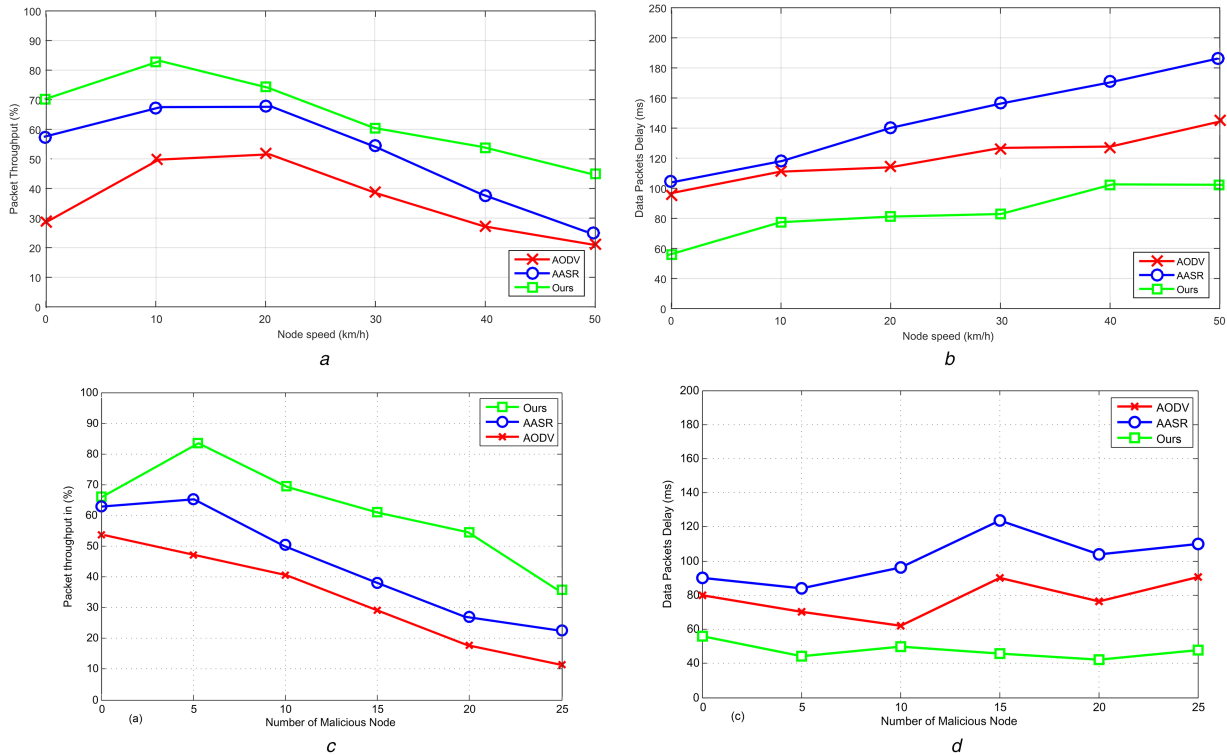 100
90
80
70
60
50
40
30
20
10
0
Packet Throughput (%)
AODV
AASR
Ours
0 10 20 30 40 50
Node speed (km/h)
a
250
200
180
160
140
120
100
80
60
40
0
Data Packets Delay (ms)
AODV
AASR
Ours
0 10 20 30 40 50
Node speed (km/h)
b
100
90
80
70
60
50
40
30
20
10
0
Packet throughput in (%)
Ours
AASR
AODV
0 5 10 15 20 25
(a)
Number of Malicious Node
c
200
180
160
140
120
100
80
60
40
0
Data Packets Delay (ms)
AODV
AASR
Ours
0 5 10 15 20 25
(c)
Number of Malicious Node
d